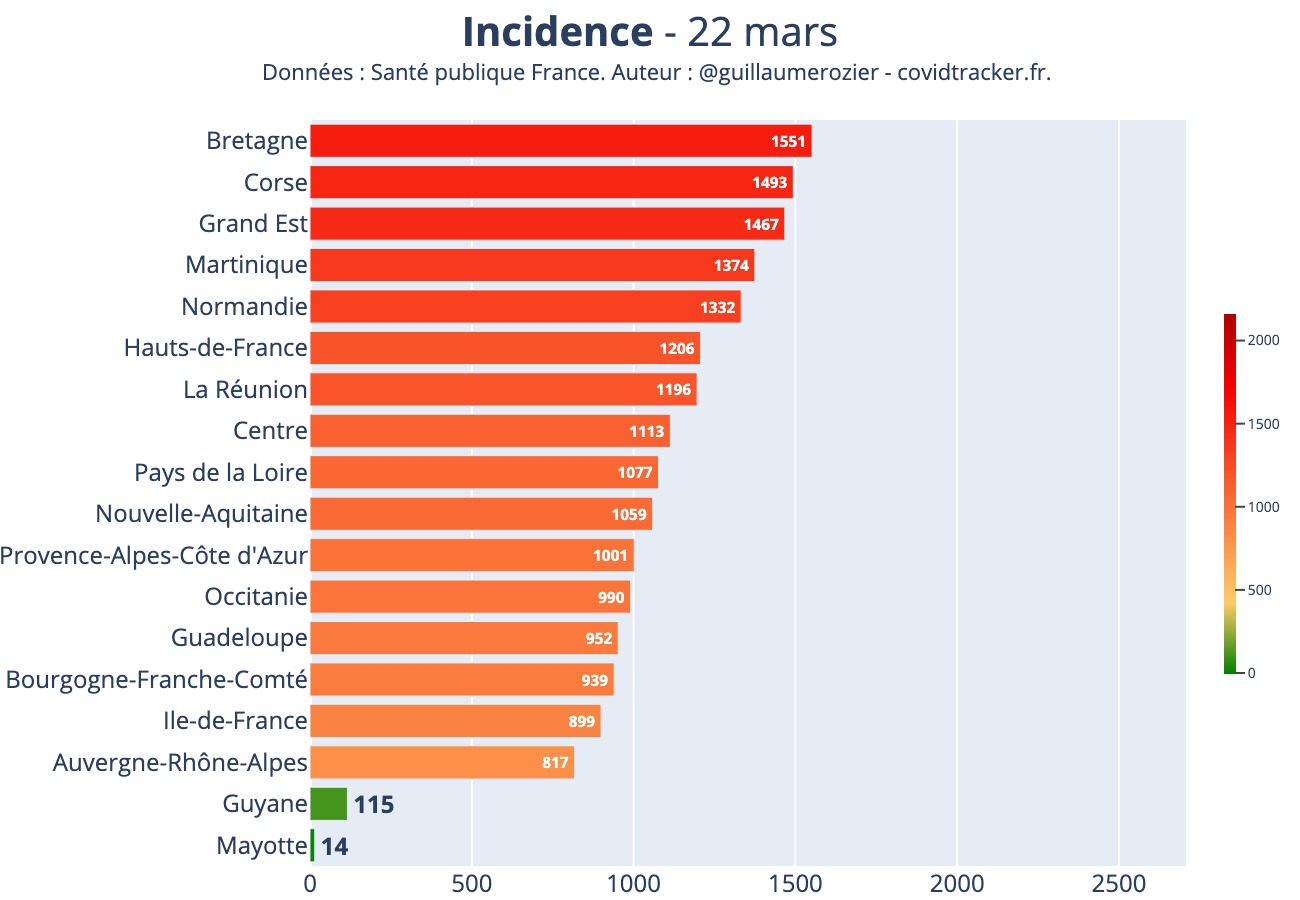 Incidence - 22 mars
Données : Santé publique France. Auteur : @guillaumerozier - covidtracker.fr.
Bretagne 1551
Corse 1493
Grand Est 1467
Martinique 1374
Normandie 1332
Hauts-de-France 1206
La Réunion 1196
Centre 1113
Pays de la Loire 1077
Nouvelle-Aquitaine 1059
Provence-Alpes-Côte d'Azur 1001
Occitanie 990
Guadeloupe 952
Bourgogne-Franche-Comté 939
Ile-de-France 899
Auvergne-Rhône-Alpes 817
Guyane 115
Mayotte 14
0 500 1000 1500 2000 2500
2000
1500
1000
500
0